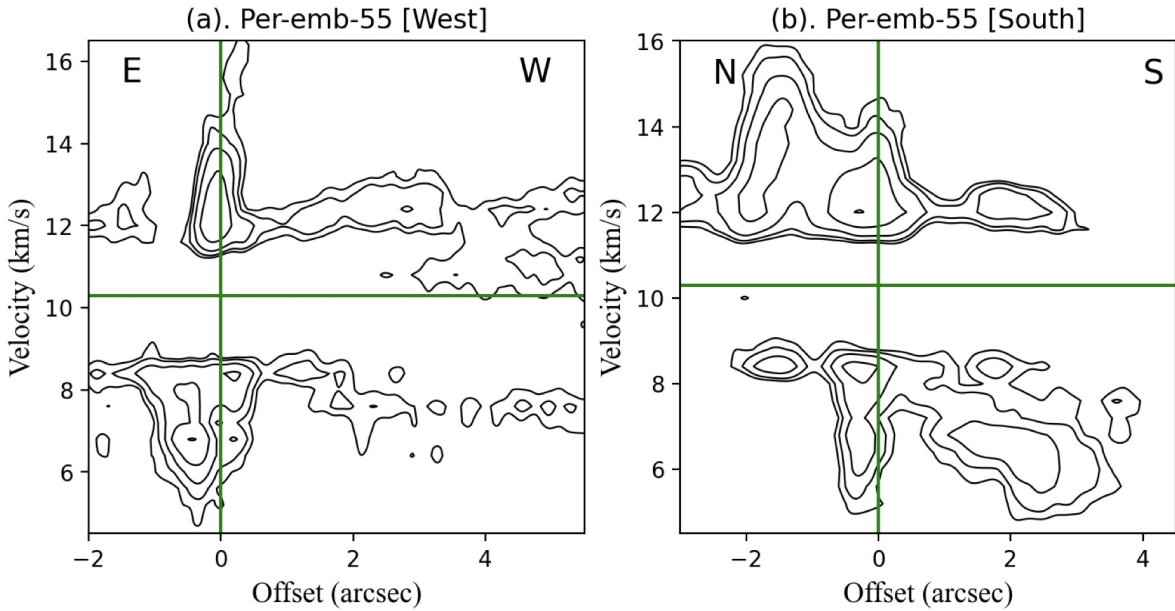 (a). Per-emb-55 [West]
(b). Per-emb-55 [South]
E
W
N
S
16
14
12
10
8
6
Velocity (km/s)
−2
0
2
4
Offset (arcsec)
16
14
12
10
8
6
Velocity (km/s)
−2
0
2
4
Offset (arcsec)